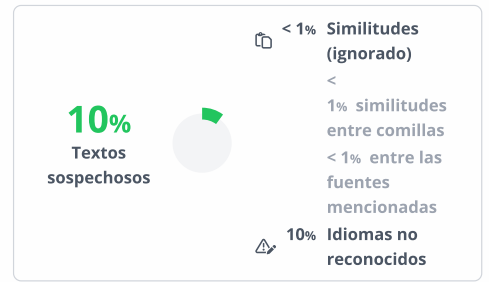 10%
Textos
sospechosos
< 1% Similitudes
(ignorado)
<
1% similitudes
entre comillas
< 1% entre las
fuentes
mencionadas
10% Idiomas no
reconocidos